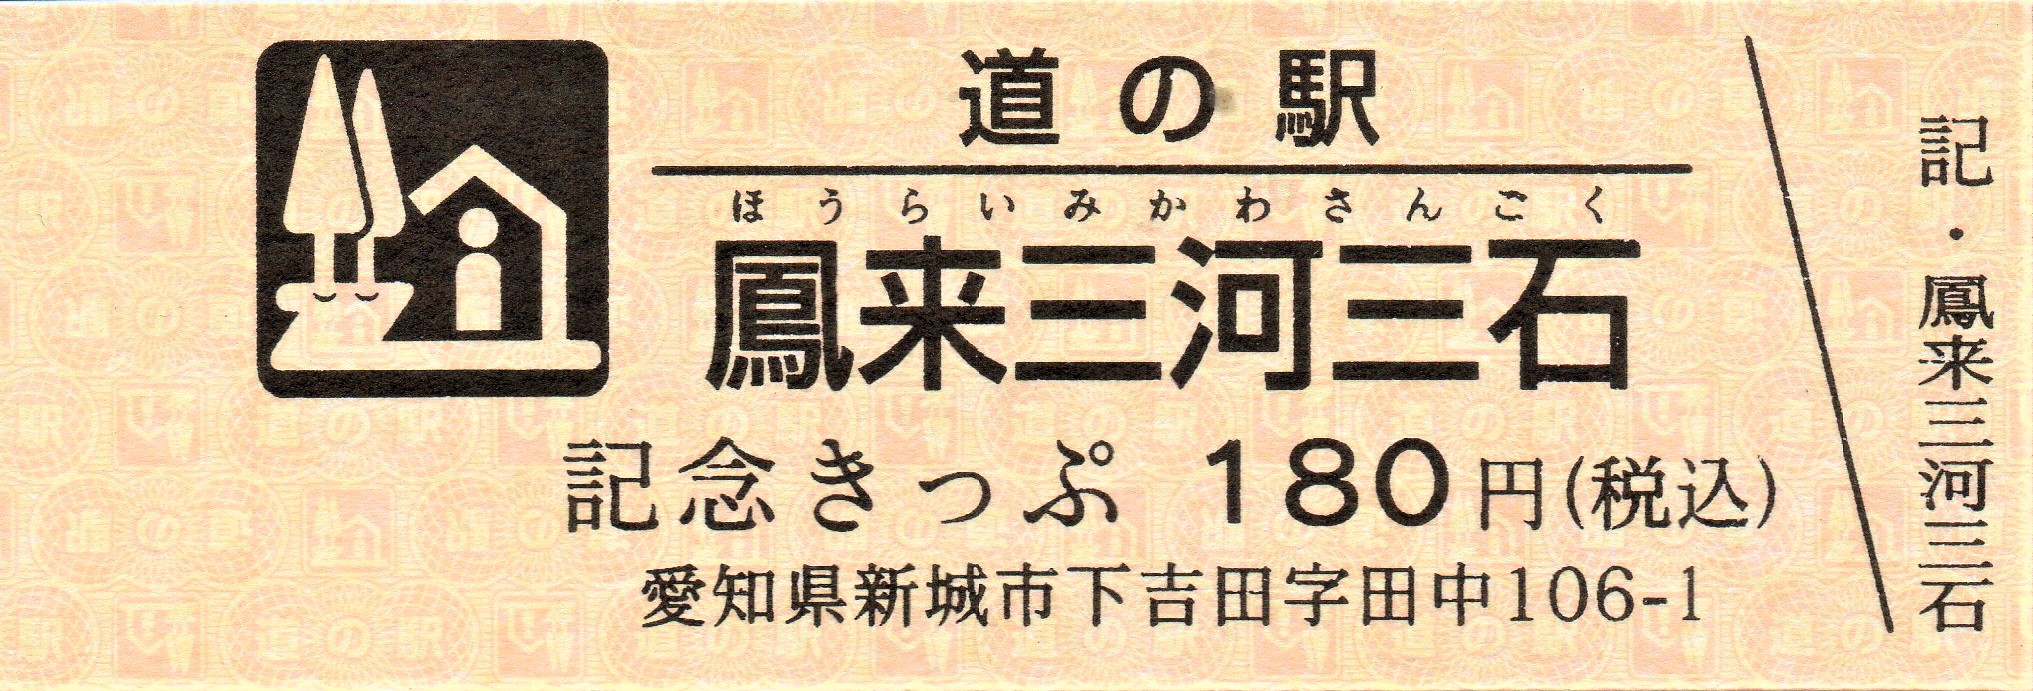 道の駅
ほうらいみかわさんごく
鳳来三河三石
記念きっぷ 180円(税込)
愛知県新城市下吉田字田中106-1
記・鳳来三河三石